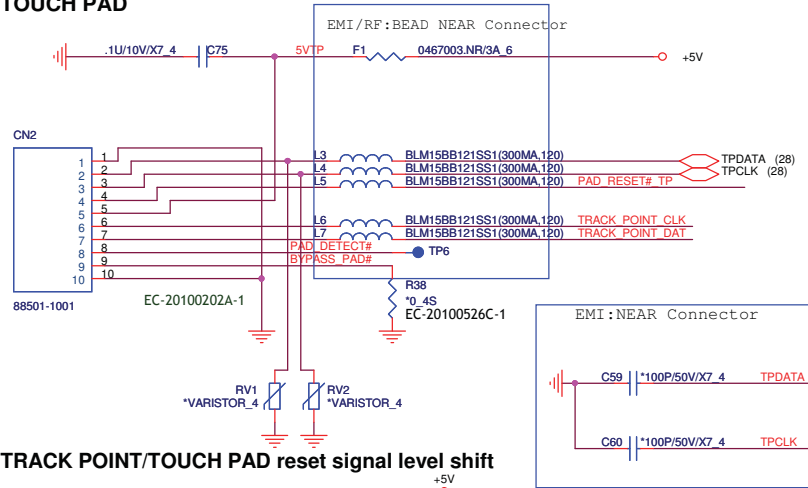 TOUCH PAD
EMI/RF:BEAD NEAR Connector
.1U/10V/X7_4 C75 5VTP F1 0467003.NR/3A_6 +5V
CN2
1 1
2 2
3 3
4 4
5 5
6 6
7 7
8 8
9 9
10 10
88501-1001
EC-20100202A-1
L3 BLM15BB121SS1(300MA,120) TPDATA (28)
L4 BLM15BB121SS1(300MA,120) TPCLK (28)
L5 BLM15BB121SS1(300MA,120) PAD_RESET#_TP
L6 BLM15BB121SS1(300MA,120) TRACK_POINT_CLK
L7 BLM15BB121SS1(300MA,120) TRACK_POINT_DAT
PAD_DETECT# TP6
BYPASS_PAD#
R38
*0_4S
EC-20100526C-1
EMI:NEAR Connector
C59 *100P/50V/X7_4 TPDATA
C60 *100P/50V/X7_4 TPCLK
RV1
*VARISTOR_4
RV2
*VARISTOR_4
TRACK POINT/TOUCH PAD reset signal level shift
+5V